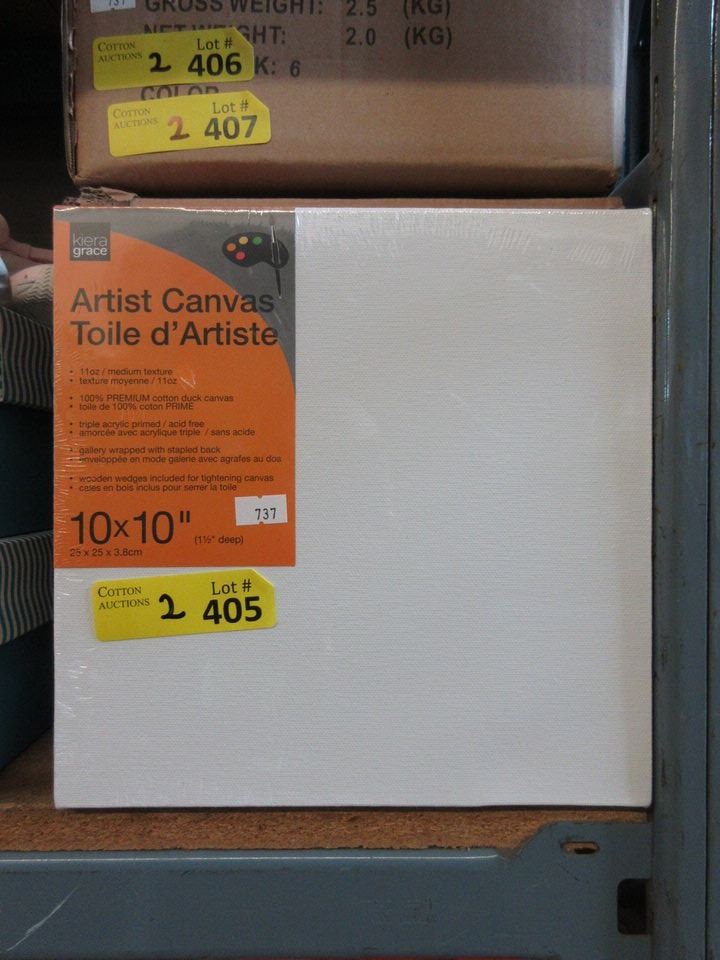 737
GROSS WEIGHT: 2.5 (KG)
NET WEIGHT: 2.0 (KG)
COTTON AUCTIONS 2 Lot # 406
K: 6
COLOR
COTTON AUCTIONS 2 Lot # 407
kiera grace
Artist Canvas
Toile d'Artiste
• 11oz / medium texture
• texture moyenne / 11oz
• 100% PREMIUM cotton duck canvas
• toile de 100% coton PRIME
• triple acrylic primed / acid free
• amorcée avec acrylique triple / sans acide
• gallery wrapped with stapled back
• enveloppée en mode galerie avec agrafes au dos
• wooden wedges included for tightening canvas
• cales en bois inclus pour serrer la toile
737
10x10" (1½" deep)
25 x 25 x 3.8cm
COTTON AUCTIONS 2 Lot # 405